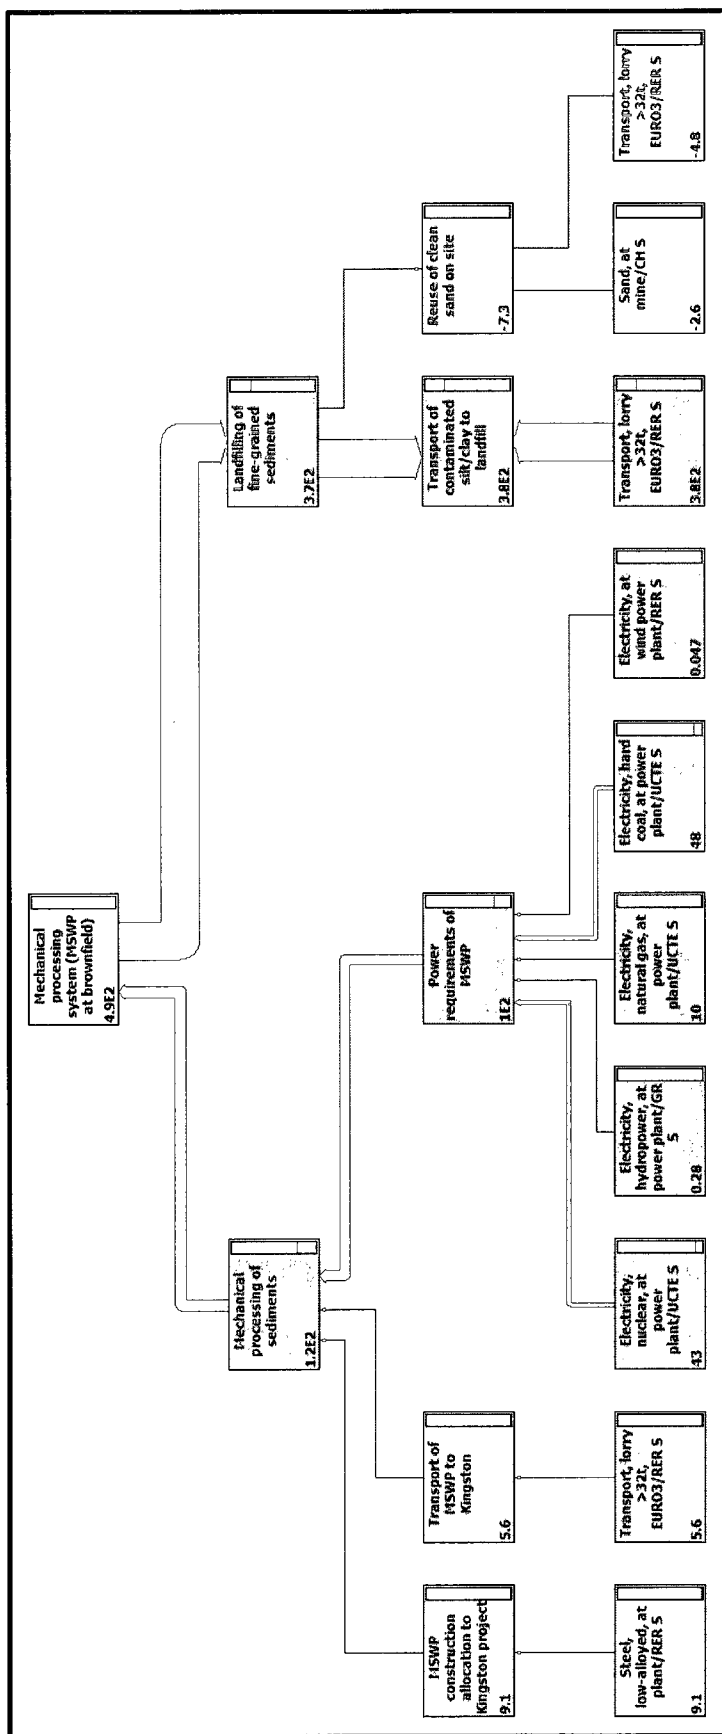 Mechanical
processing
system (MSWP
at brownfield)
4.9E2
Mechanical
processing of
sediments
1.2E2
Landfilling of
fine-grained
sediments
3.7E2
MSWP
construction
allocation to
Kingston project
9.1
Transport of
MSWP to
Kingston
5.6
Power
requirements of
MSWP
1E2
Transport of
contaminated
silt/clay to
landfill
3.8E2
Reuse of clean
sand on site
-7.3
Steel,
low-alloyed, at
plant/RER S
9.1
Transport, lorry
>32t,
EURO3/RER S
5.6
Electricity,
nuclear, at
power
plant/UCTE S
43
Electricity,
hydropower, at
power plant/GR
S
0.28
Electricity,
natural gas, at
power
plant/UCTE S
10
Electricity, hard
coal, at power
plant/UCTE S
48
Electricity, at
wind power
plant/RER S
0.047
Transport, lorry
>32t,
EURO3/RER S
3.8E2
Sand, at
mine/CH S
-2.6
Transport, lorry
>32t,
EURO3/RER S
-4.8